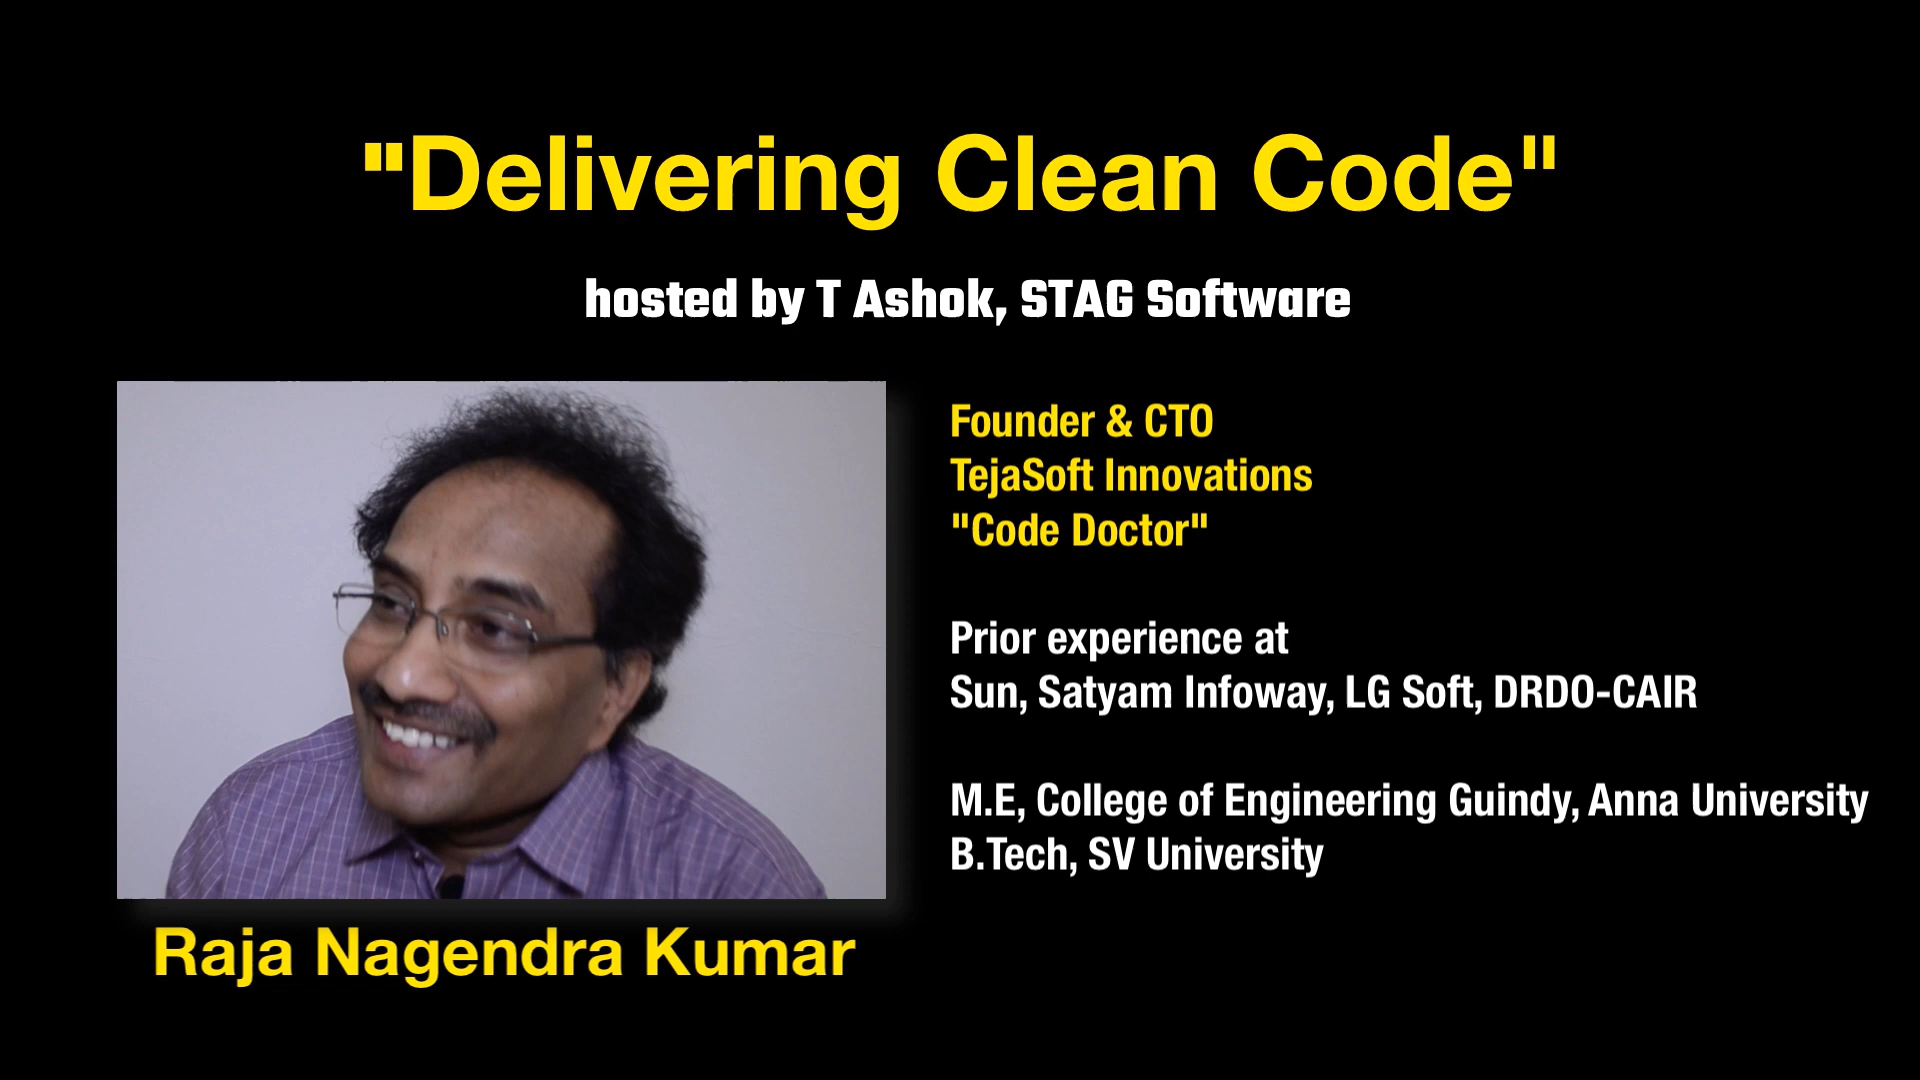 "Delivering Clean Code"
hosted by T Ashok, STAG Software
Founder & CTO
TejaSoft Innovations
"Code Doctor"
Prior experience at
Sun, Satyam Infoway, LG Soft, DRDO-CAIR
M.E, College of Engineering Guindy, Anna University
B.Tech, SV University
Raja Nagendra Kumar